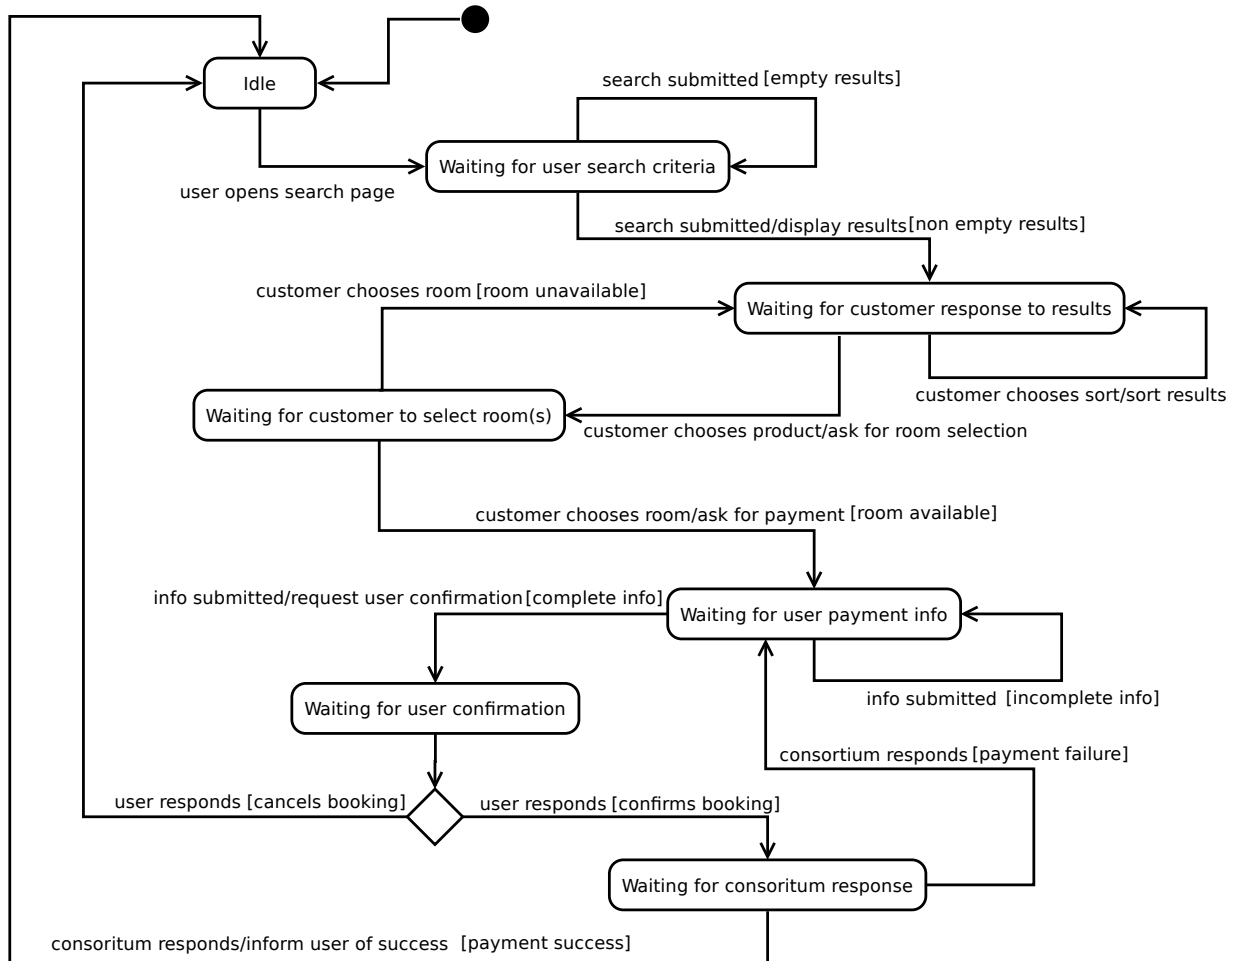 Idle
search submitted [empty results]
Waiting for user search criteria
user opens search page
search submitted/display results [non empty results]
customer chooses room [room unavailable]
Waiting for customer response to results
customer chooses sort/sort results
Waiting for customer to select room(s)
customer chooses product/ask for room selection
customer chooses room/ask for payment [room available]
info submitted/request user confirmation [complete info]
Waiting for user payment info
info submitted [incomplete info]
Waiting for user confirmation
consortium responds [payment failure]
user responds [cancels booking]
user responds [confirms booking]
Waiting for consoritum response
consoritum responds/inform user of success [payment success]